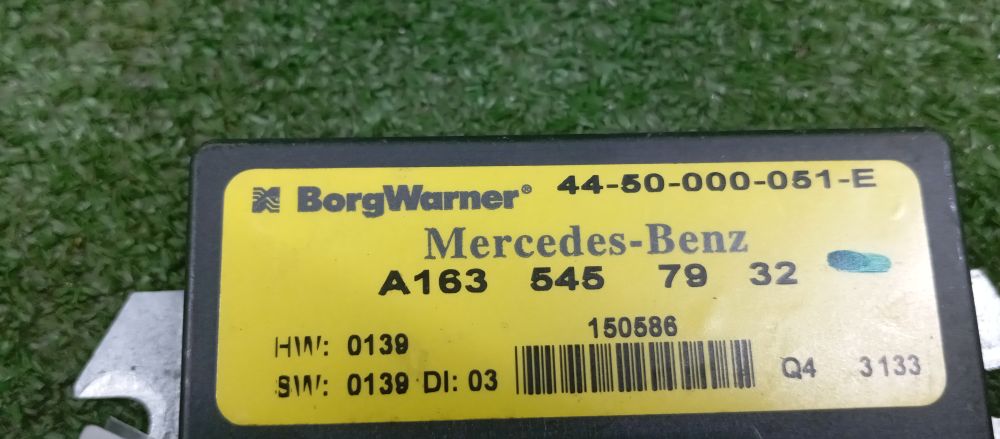 BorgWarner® 44-50-000-051-E
Mercedes-Benz
A163 545 79 32
150586
HW: 0139
SW: 0139 DI: 03
Q4 3133